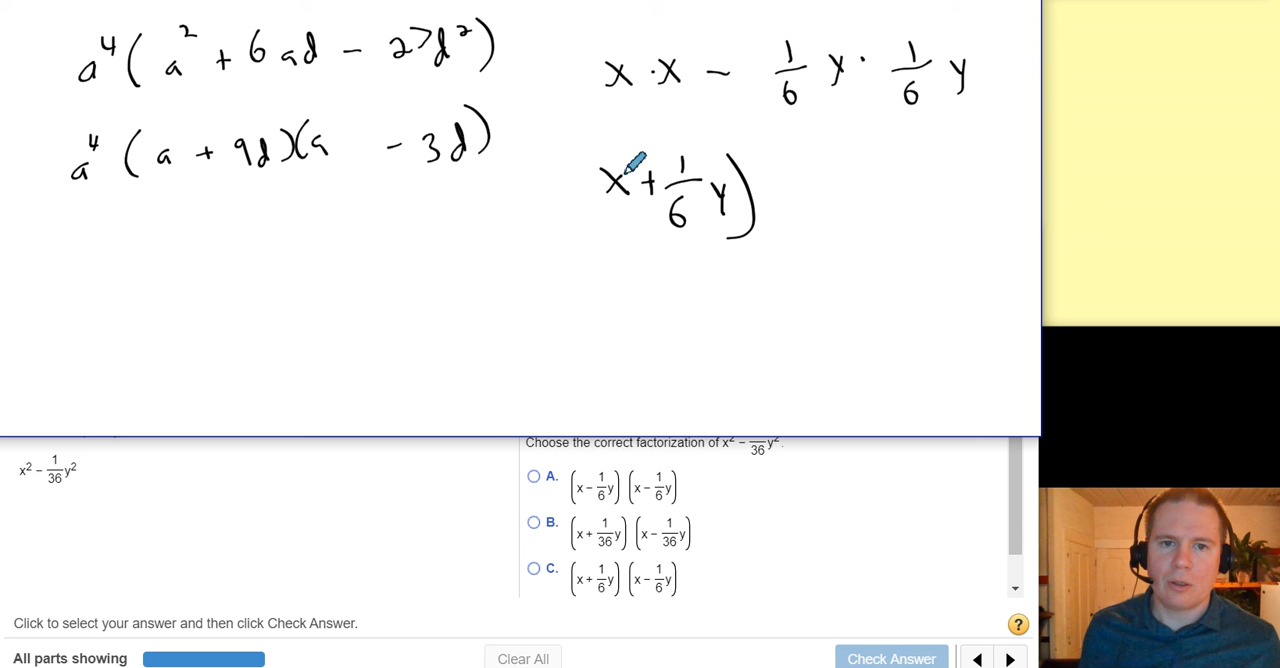 a⁴(a² + 6ad - 27d²)
a⁴(a + 9d)(a - 3d)
x · x - 1/6 y · 1/6 y
x + 1/6 y)
x² - 1/36 y²
Choose the correct factorization of x² - 1/36 y².
A. (x - 1/6 y)(x - 1/6 y)
B. (x + 1/36 y)(x - 1/36 y)
C. (x + 1/6 y)(x - 1/6 y)
Click to select your answer and then click Check Answer.
?
All parts showing
Clear All
Check Answer